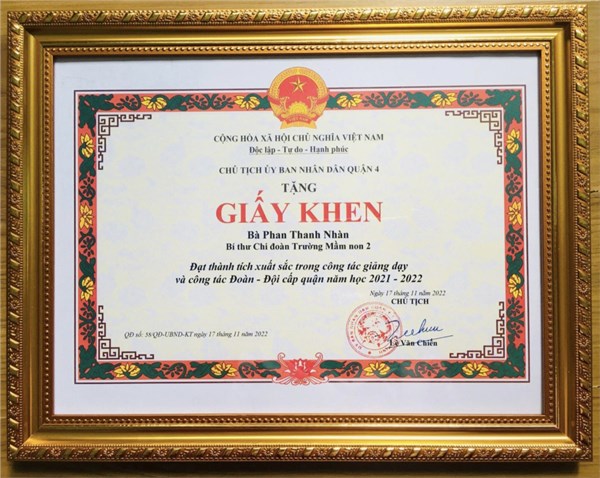 CỘNG HÒA XÃ HỘI CHỦ NGHĨA VIỆT NAM
Độc lập - Tự do - Hạnh phúc
CHỦ TỊCH ỦY BAN NHÂN DÂN QUẬN 4
TẶNG
GIẤY KHEN
Bà Phan Thanh Nhàn
Bí thư Chi đoàn Trường Mầm non 2
Đạt thành tích xuất sắc trong công tác giảng dạy
và công tác Đoàn - Đội cấp quận năm học 2021 - 2022
Ngày 17 tháng 11 năm 2022
CHỦ TỊCH
QĐ số: 56/QĐ-UBND-KT ngày 17 tháng 11 năm 2022
Lê Văn Chiến